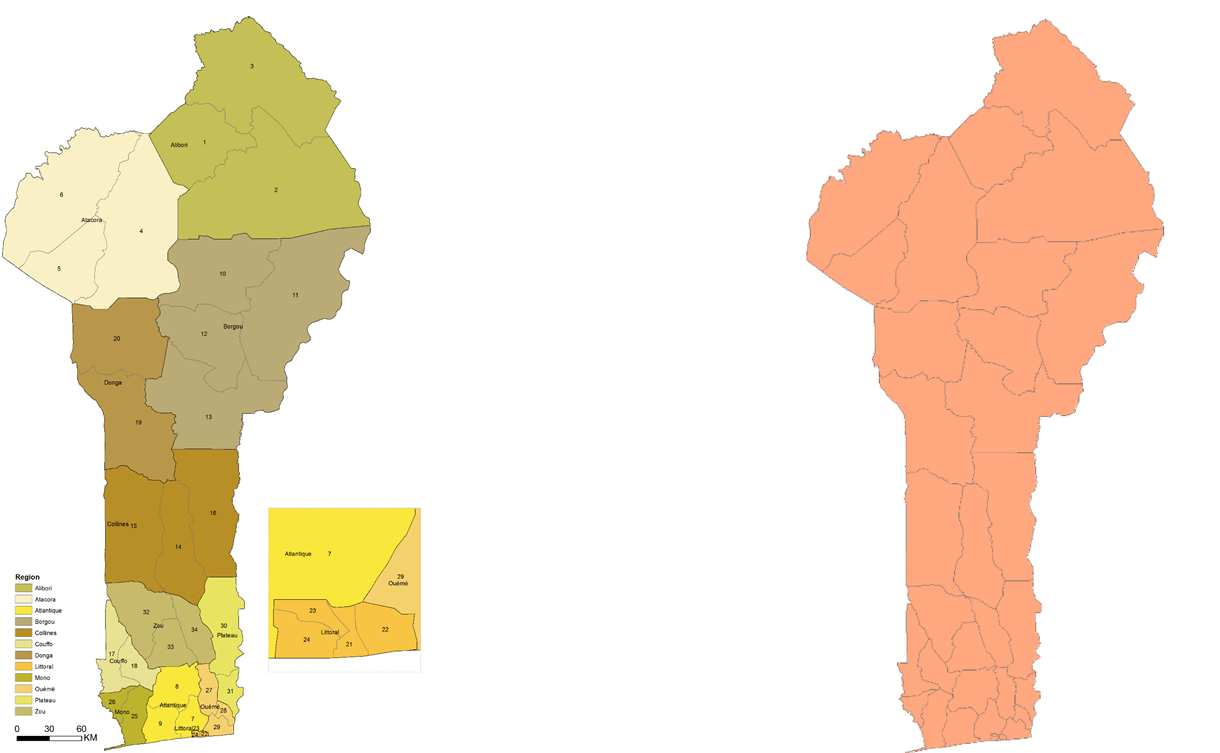 3
Alibori 1
2
6
Atacora
4
5
10
11
12
Borgou
20
Donga
13
19
16
Collines 15
14
Atlantique 7
29
Ouémé
23
Littoral
24
22
21
Region
Alibori
Atacora
Atlantique
Borgou
Collines
Couffo
Donga
Littoral
Mono
Ouémé
Plateau
Zou
0 30 60
KM
32
Zou
34
30
Plateau
33
17
Couffo
18
8
27
31
26
Atlantique
Ouémé
28
Mono
25
7
9
Littoral23
29